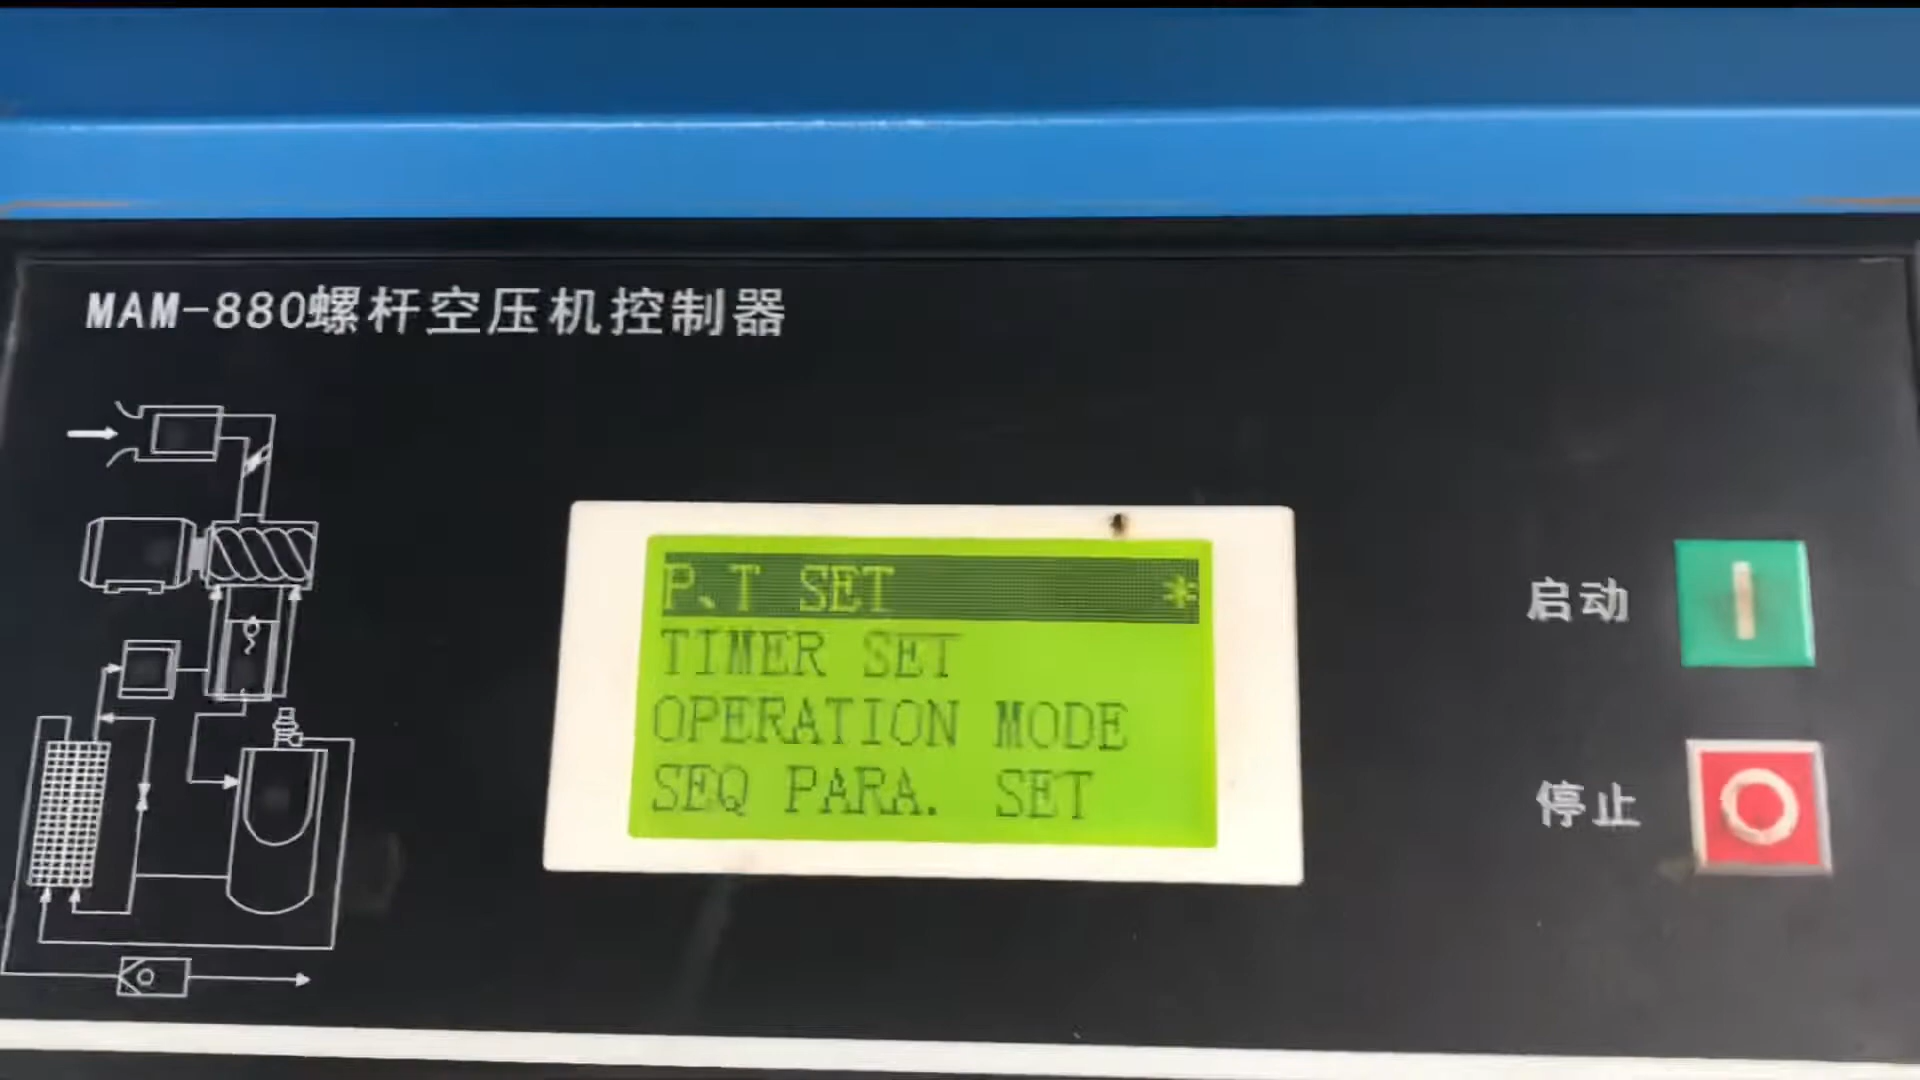 MAM-880螺杆空压机控制器
P、T SET *
TIMER SET
OPERATION MODE
SEQ PARA. SET
启动
停止